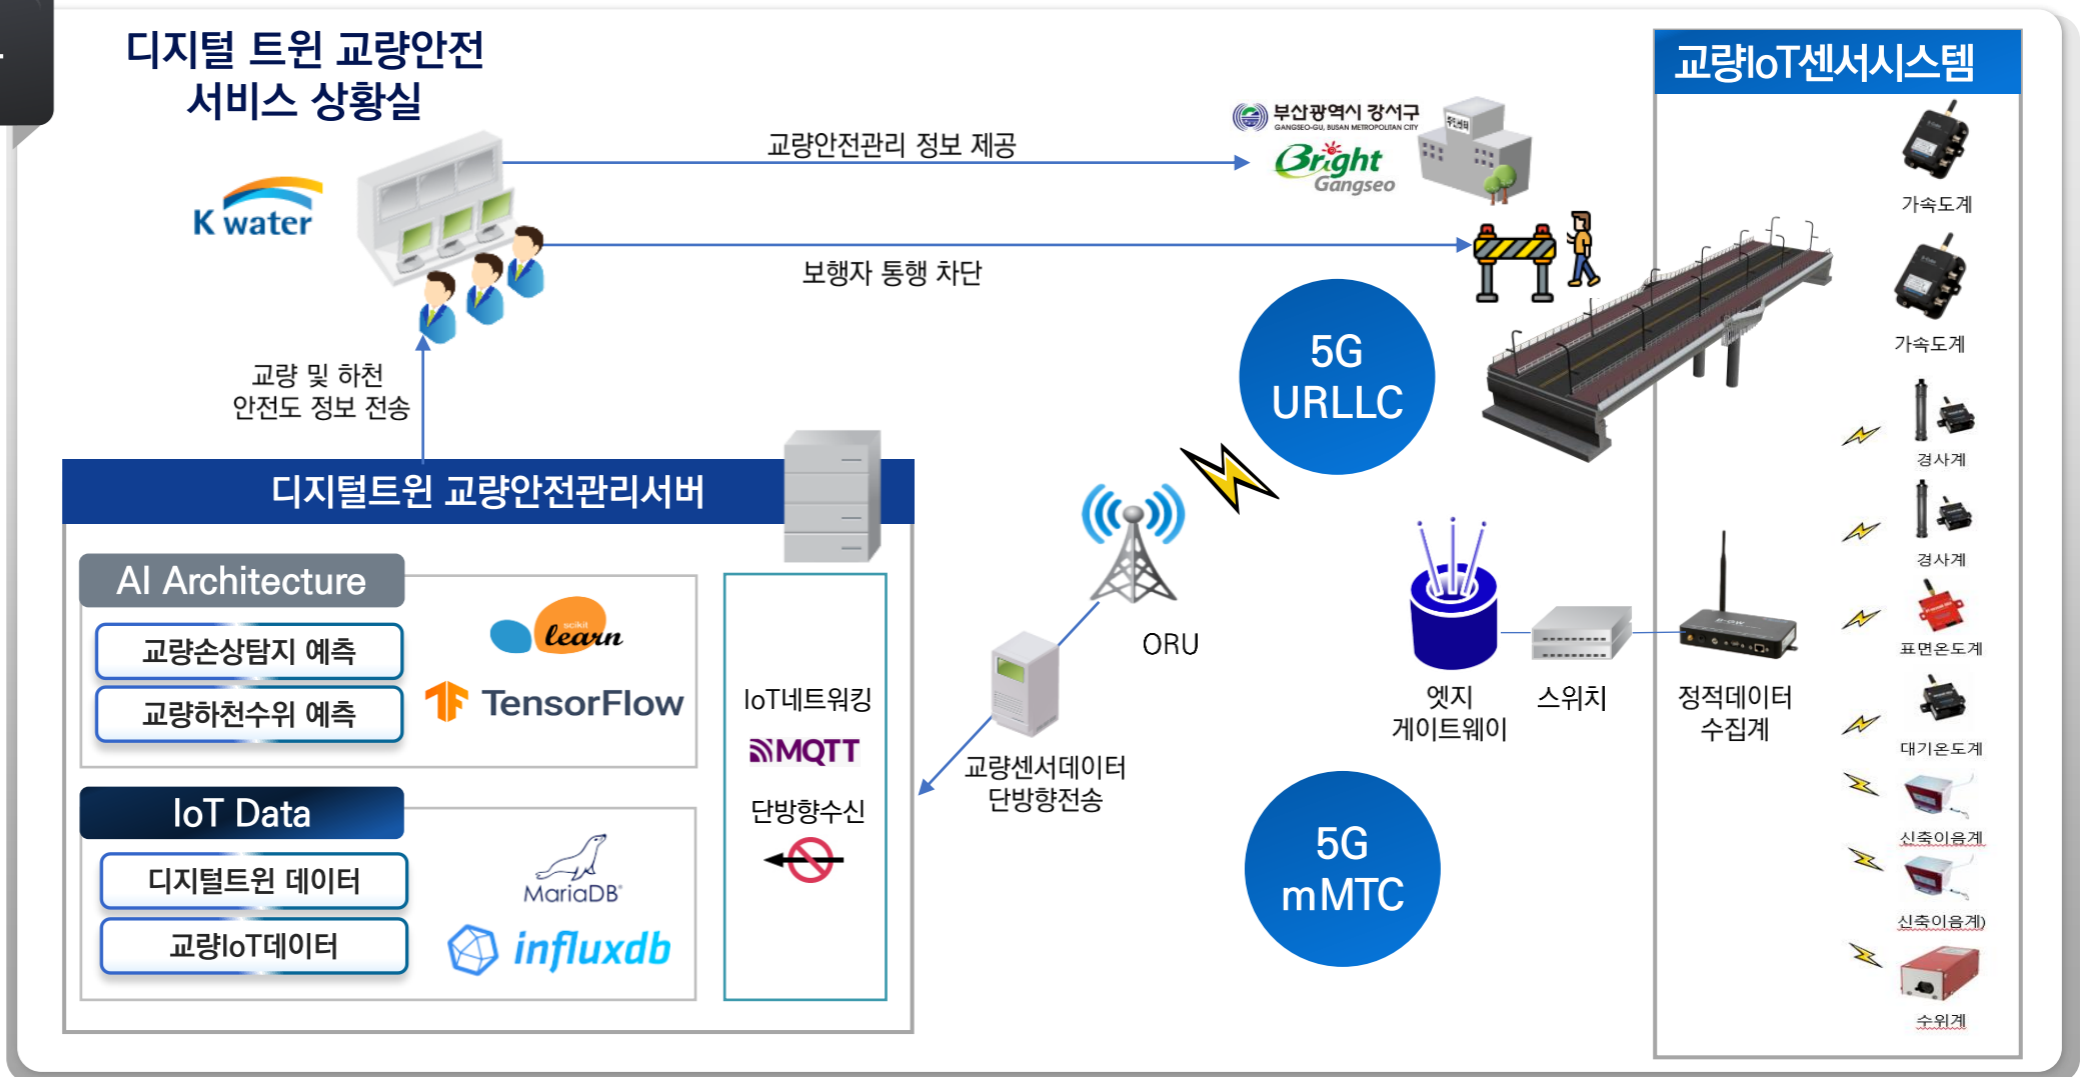 디지털 트윈 교량안전
서비스 상황실
K water
교량안전관리 정보 제공
부산광역시 강서구
GANGSEO-GU, BUSAN METROPOLITAN CITY
Bright
Gangseo
보행자 통행 차단
교량 및 하천
안전도 정보 전송
디지털트윈 교량안전관리서버
AI Architecture
교량손상탐지 예측
교량하천수위 예측
scikit
learn
TensorFlow
IoT Data
디지털트윈 데이터
교량IoT데이터
MariaDB
influxdb
IoT네트워킹
MQTT
단방향수신
교량센서데이터
단방향전송
ORU
5G
URLLC
5G
mMTC
엣지
게이트웨이
스위치
정적데이터
수집계
교량IoT센서시스템
가속도계
가속도계
경사계
경사계
표면온도계
대기온도계
신축이음계
신축이음계)
수위계